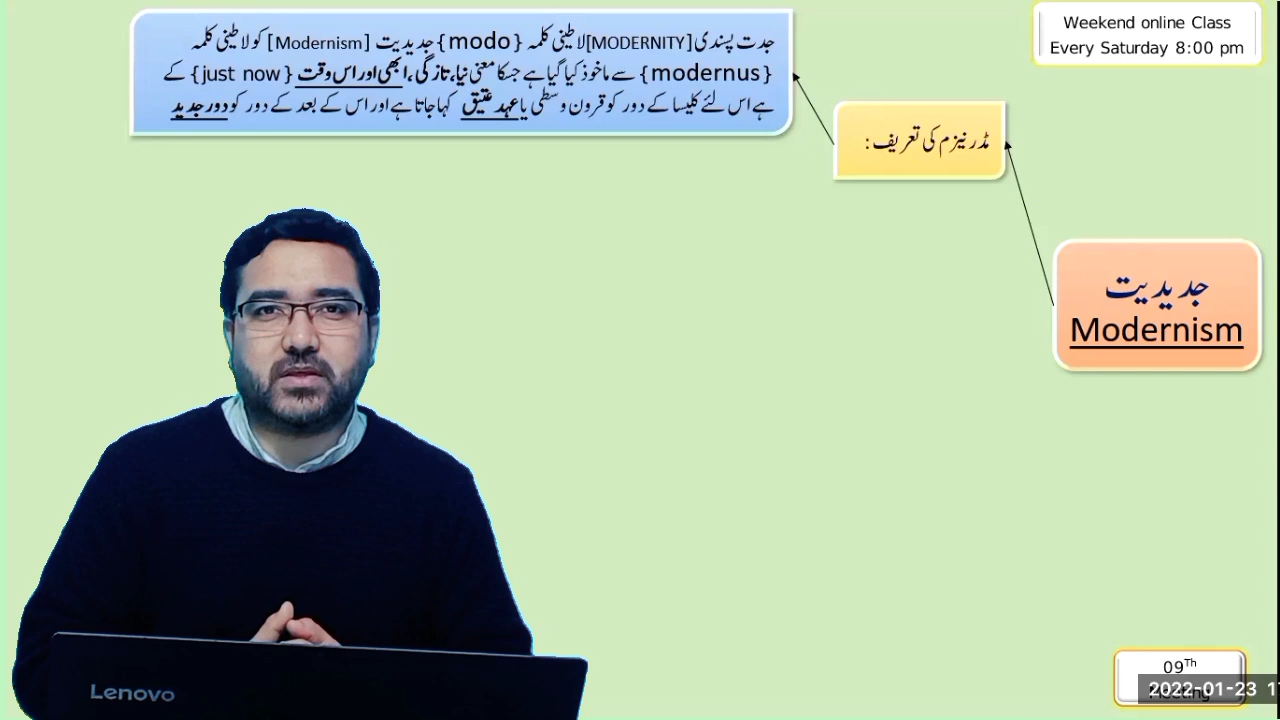 جدت پسندی[MODERNITY]لاطینی کلمہ {modo} جدیدیت [Modernism] کو لاطینی کلمہ
{modernus} سے ماخوذ کیا گیا ہے جسکا معنی نیا، تازگی ،ابھی اور اس وقت {just now} کے
ہے اس لئے کلیسا کے دور کو قرون وسطی یا عہد عتیق کہا جاتا ہے اور اس کے بعد کے دور کو دور جدید
Weekend online Class
Every Saturday 8:00 pm
مڈرنیزم کی تعریف :
جدیدیت
Modernism
Lenovo
09Th
2022-01-23 1